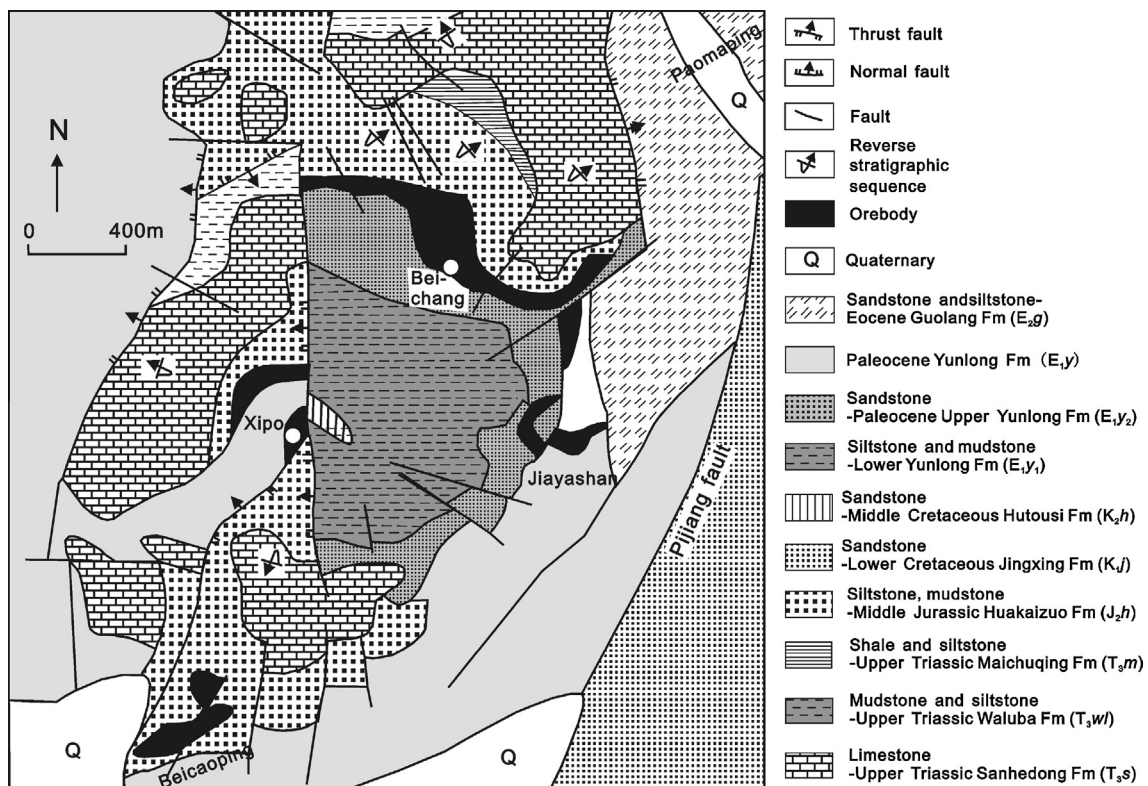 Paomaping
Q
N
0 400m
Bei-
chang
Xipo
Jiayashan
Pijiang fault
Q
Beicaoping
Q
Thrust fault
Normal fault
Fault
Reverse
stratigraphic
sequence
Orebody
Q
Quaternary
Sandstone andsiltstone-
Eocene Guolang Fm (E₂g)
Paleocene Yunlong Fm (E₁y)
Sandstone
-Paleocene Upper Yunlong Fm (E₁y₂)
Siltstone and mudstone
-Lower Yunlong Fm (E₁y₁)
Sandstone
-Middle Cretaceous Hutousi Fm (K₂h)
Sandstone
-Lower Cretaceous Jingxing Fm (K₁j)
Siltstone, mudstone
-Middle Jurassic Huakaizuo Fm (J₂h)
Shale and siltstone
-Upper Triassic Maichuqing Fm (T₃m)
Mudstone and siltstone
-Upper Triassic Waluba Fm (T₃wl)
Limestone
-Upper Triassic Sanhedong Fm (T₃s)